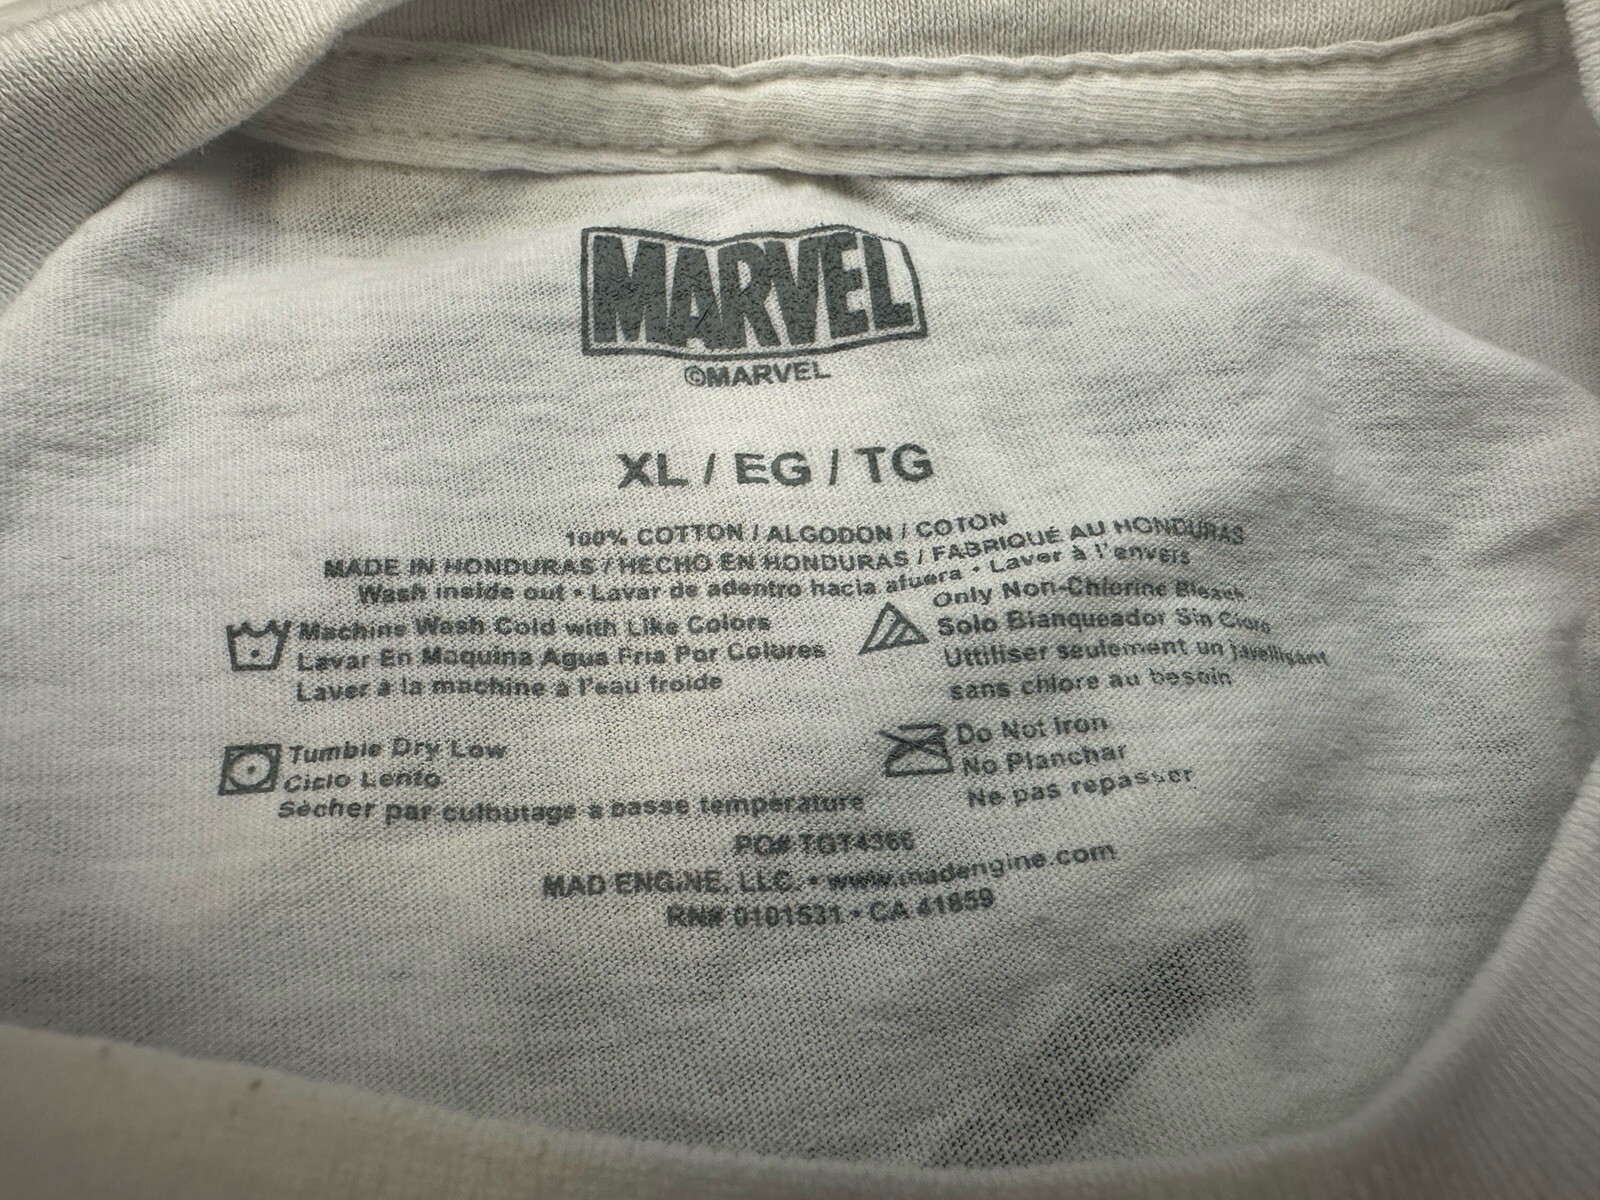 MARVEL
©MARVEL
XL / EG / TG
100% COTTON / ALGODON / COTON
MADE IN HONDURAS / HECHO EN HONDURAS / FABRIQUÉ AU HONDURAS
Wash inside out • Lavar de adentro hacia afuera • Laver à l'envers
Machine Wash Cold with Like Colors
Lavar En Maquina Agua Fria Por Colores
Laver à la machine à l'eau froide
Only Non-Chlorine Bleach
Solo Blanqueador Sin Cloro
Uttiliser seulement un javellisant
sans chlore au besoin
Tumble Dry Low
Ciclo Lento
Sècher par culbutage a basse température
Do Not Iron
No Planchar
Ne pas repasser
PO# TGT4366
MAD ENGINE, LLC. • www.madengine.com
RN# 0101531 • CA 41859